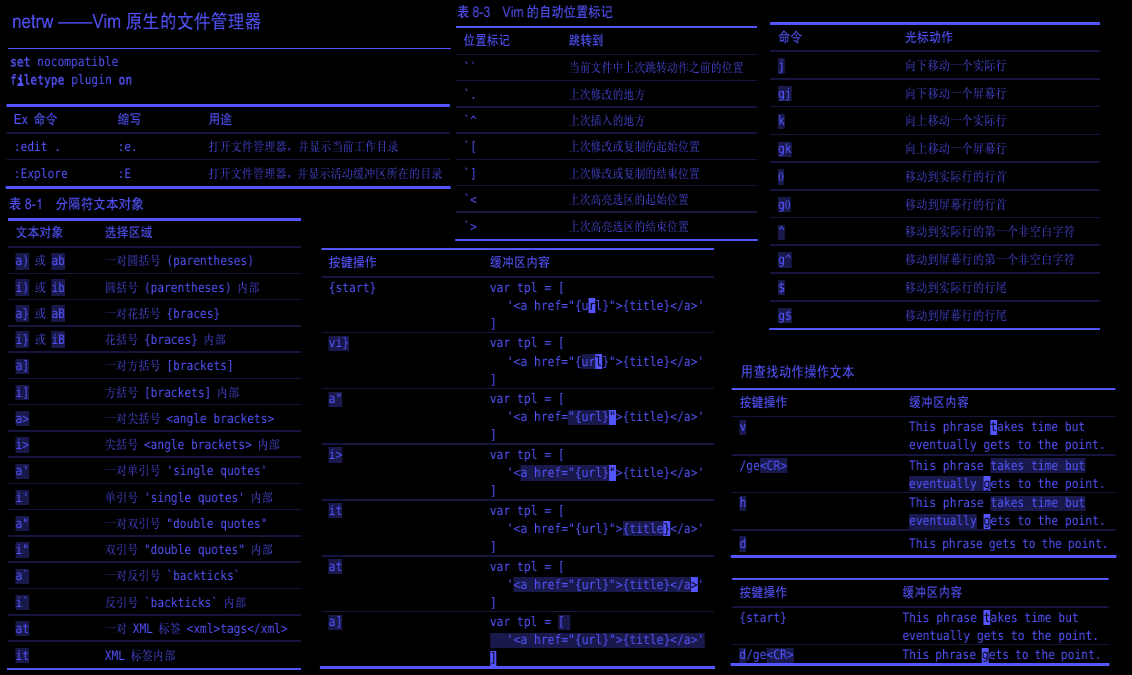 netrw ——Vim 原生的文件管理器
set nocompatible
filetype plugin on
Ex 命令 缩写 用途
:edit . :e. 打开文件管理器，并显示当前工作目录
:Explore :E 打开文件管理器，并显示活动缓冲区所在的目录
表 8-1 分隔符文本对象
文本对象 选择区域
a) 或 ab 一对圆括号 (parentheses)
i) 或 ib 圆括号 (parentheses) 内部
a} 或 aB 一对花括号 {braces}
i} 或 iB 花括号 {braces} 内部
a] 一对方括号 [brackets]
i] 方括号 [brackets] 内部
a> 一对尖括号 <angle brackets>
i> 尖括号 <angle brackets> 内部
a' 一对单引号 'single quotes'
i' 单引号 'single quotes' 内部
a" 一对双引号 "double quotes"
i" 双引号 "double quotes" 内部
a` 一对反引号 `backticks`
i` 反引号 `backticks` 内部
at 一对 XML 标签 <xml>tags</xml>
it XML 标签内部
表 8-3 Vim 的自动位置标记
位置标记 跳转到
`` 当前文件中上次跳转动作之前的位置
`. 上次修改的地方
`^ 上次插入的地方
`[ 上次修改或复制的起始位置
`] 上次修改或复制的结束位置
`< 上次高亮选区的起始位置
`> 上次高亮选区的结束位置
按键操作 缓冲区内容
{start} var tpl = [
'<a href="{url}">{title}</a>'
]
vi} var tpl = [
'<a href="{url}">{title}</a>'
]
a" var tpl = [
'<a href="{url}">{title}</a>'
]
i> var tpl = [
'<a href="{url}">{title}</a>'
]
it var tpl = [
'<a href="{url}">{title}</a>'
]
at var tpl = [
'<a href="{url}">{title}</a>'
]
a] var tpl = [
'<a href="{url}">{title}</a>'
]
命令 光标动作
j 向下移动一个实际行
gj 向下移动一个屏幕行
k 向上移动一个实际行
gk 向上移动一个屏幕行
0 移动到实际行的行首
g0 移动到屏幕行的行首
^ 移动到实际行的第一个非空白字符
g^ 移动到屏幕行的第一个非空白字符
$ 移动到实际行的行尾
g$ 移动到屏幕行的行尾
用查找动作操作文本
按键操作 缓冲区内容
v This phrase takes time but
eventually gets to the point.
/ge<CR> This phrase takes time but
eventually gets to the point.
h This phrase takes time but
eventually gets to the point.
d This phrase gets to the point.
按键操作 缓冲区内容
{start} This phrase takes time but
eventually gets to the point.
d/ge<CR> This phrase gets to the point.